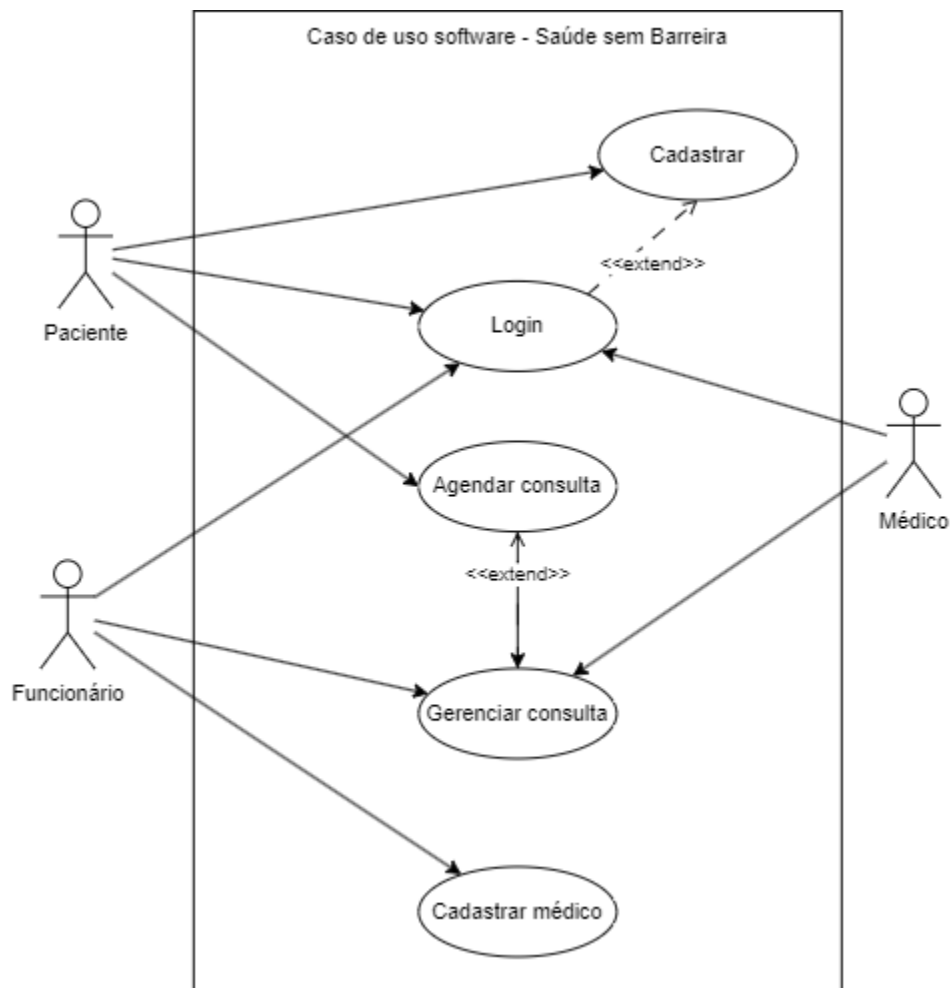 Caso de uso software - Saúde sem Barreira
Cadastrar
<<extend>>
Paciente
Login
Agendar consulta
Médico
<<extend>>
Funcionário
Gerenciar consulta
Cadastrar médico